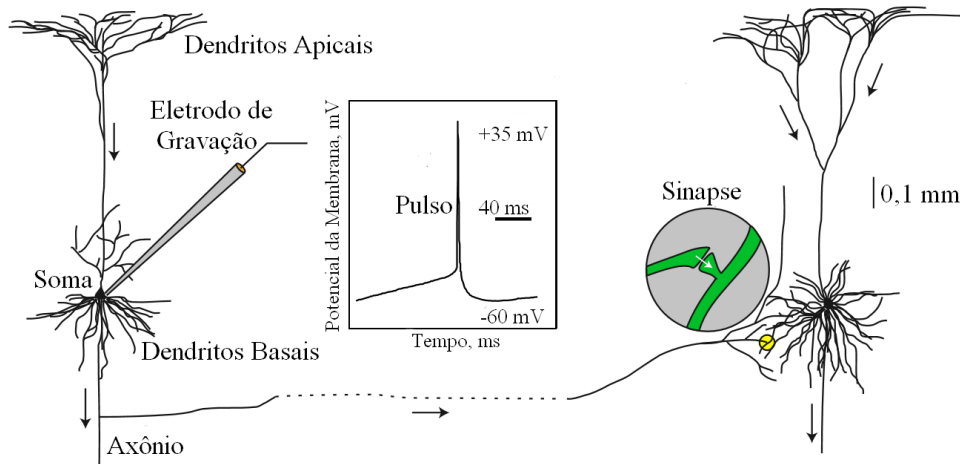 Dendritos Apicais
Eletrodo de
Gravação
Soma
Dendritos Basais
Axônio
Potencial da Membrana, mV
+35 mV
Pulso
40 ms
-60 mV
Tempo, ms
Sinapse
0,1 mm